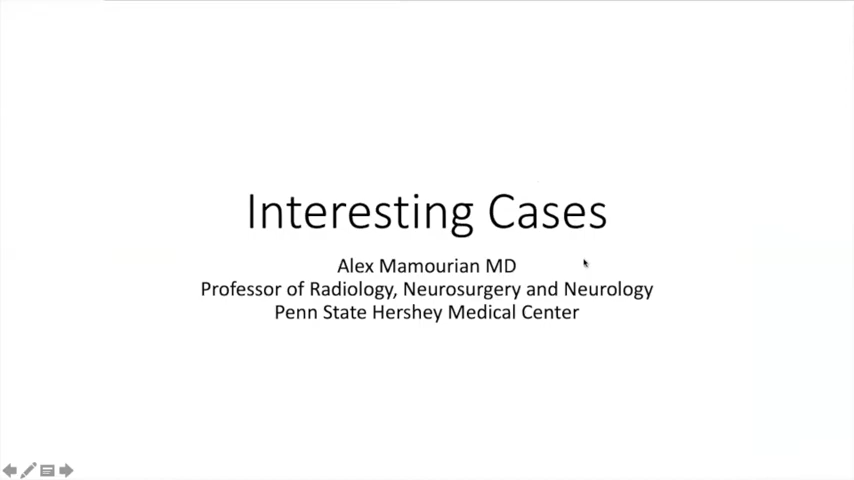 Interesting Cases
Alex Mamourian MD
Professor of Radiology, Neurosurgery and Neurology
Penn State Hershey Medical Center